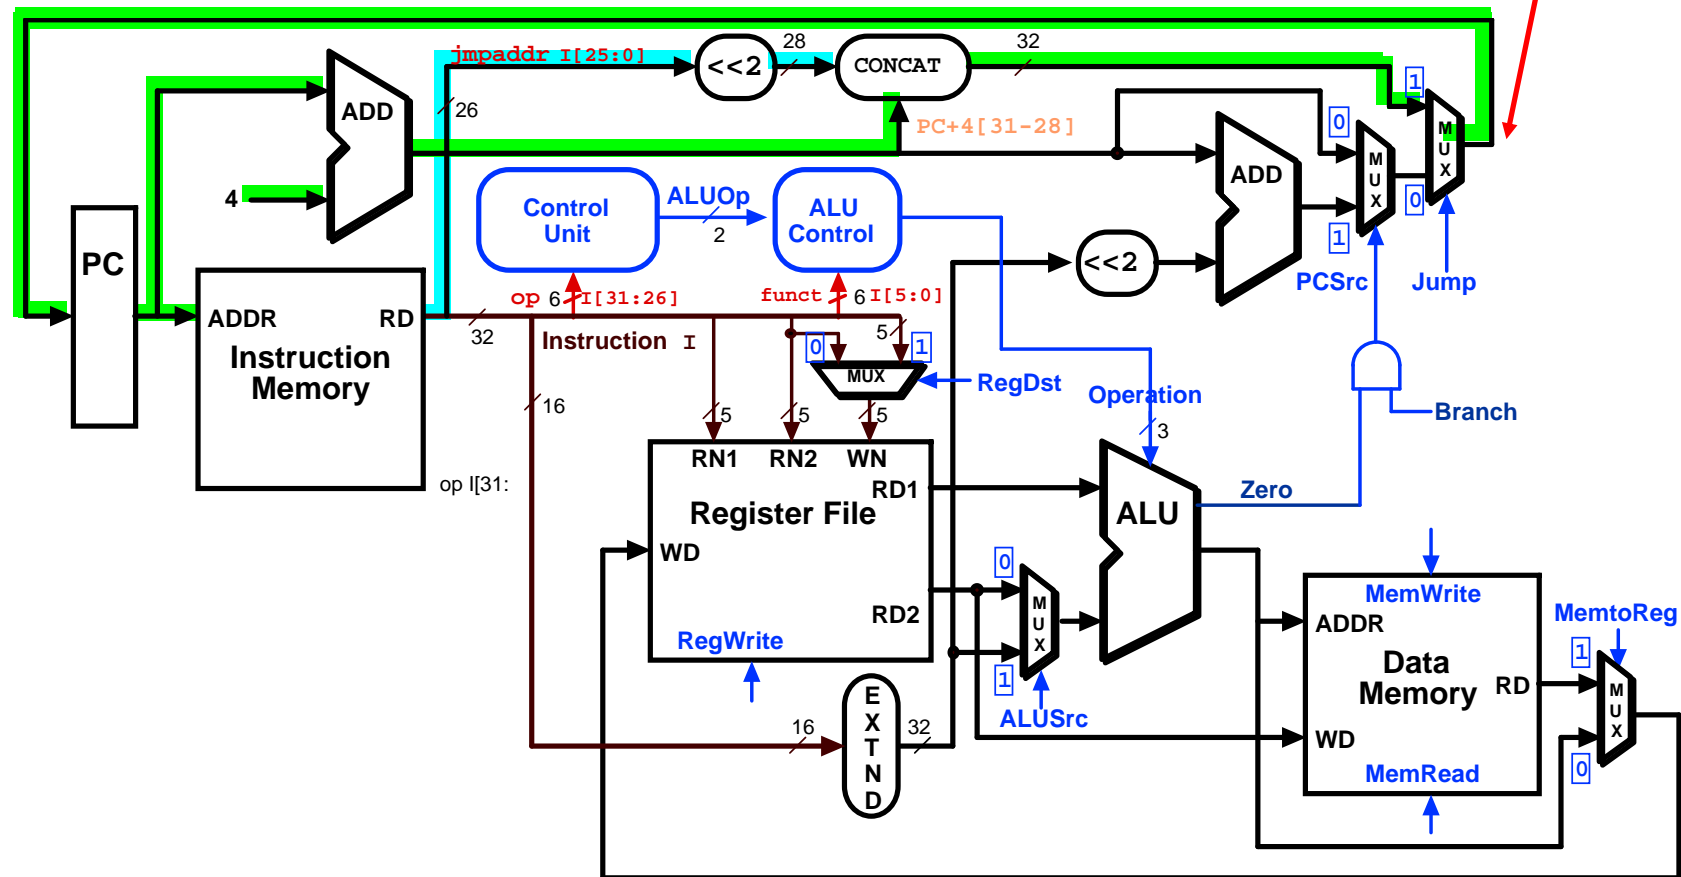 jmpaddr I[25:0]
<<2
28
CONCAT
32
1
ADD
26
PC+4[31-28]
0
M
U
X
M
U
X
4
Control
Unit
ALUOp
2
ALU
Control
ADD
1
0
PC
<<2
PCSrc
Jump
op 6 I[31:26]
funct 6 I[5:0]
ADDR
RD
32
Instruction
Memory
Instruction I
5
0
1
MUX
RegDst
Operation
3
Branch
16
5
5
5
RN1
RN2
WN
op I[31:
RD1
Register File
ALU
Zero
WD
0
M
U
X
RD2
RegWrite
1
ALUSrc
MemWrite
ADDR
Data
Memory
RD
WD
MemRead
MemtoReg
1
M
U
X
0
16
E
X
T
N
D
32